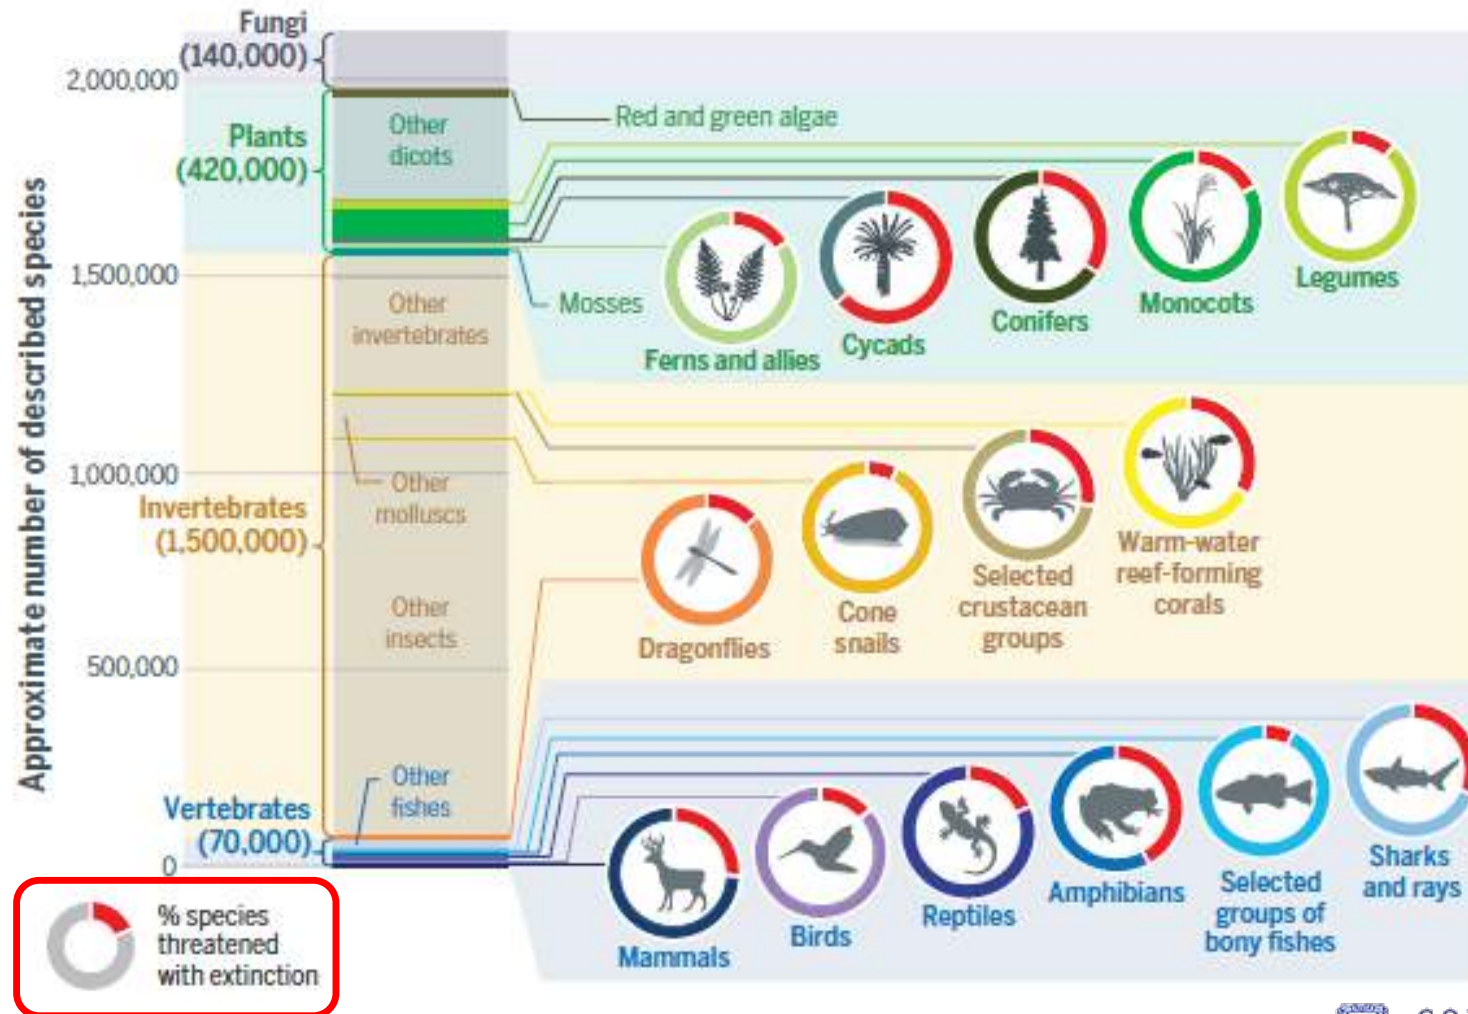 Approximate number of described species
Fungi
(140,000)
2,000,000
Plants
(420,000)
1,500,000
1,000,000
Invertebrates
(1,500,000)
500,000
Vertebrates
(70,000)
0
Other
dicots
Other
invertebrates
Other
molluscs
Other
insects
Other
fishes
Red and green algae
Mosses
Ferns and allies
Cycads
Conifers
Monocots
Legumes
Dragonflies
Cone
snails
Selected
crustacean
groups
Warm-water
reef-forming
corals
Mammals
Birds
Reptiles
Amphibians
Selected
groups of
bony fishes
Sharks
and rays
% species
threatened
with extinction